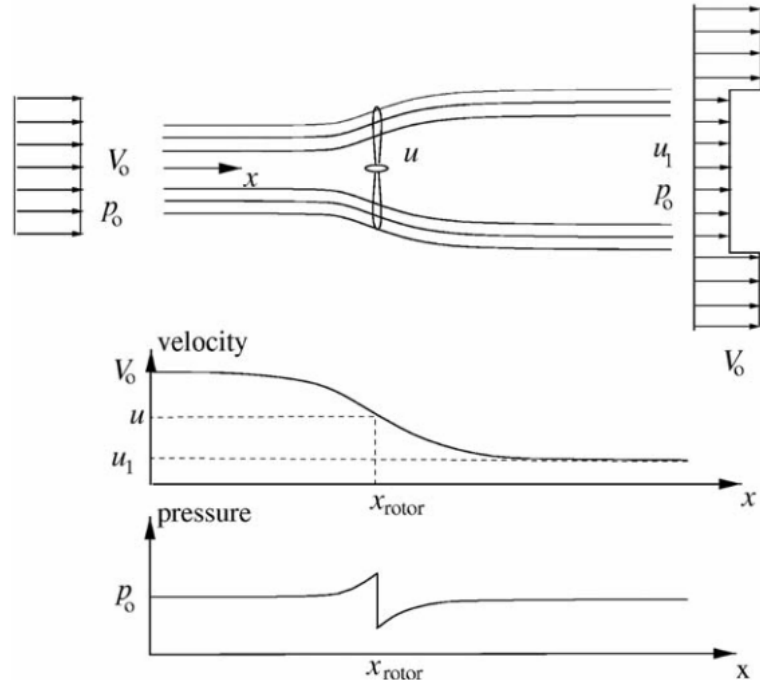 V₀
x
p₀
u
u₁
p₀
V₀
velocity
V₀
u
u₁
x_rotor
x
pressure
p₀
x_rotor
x